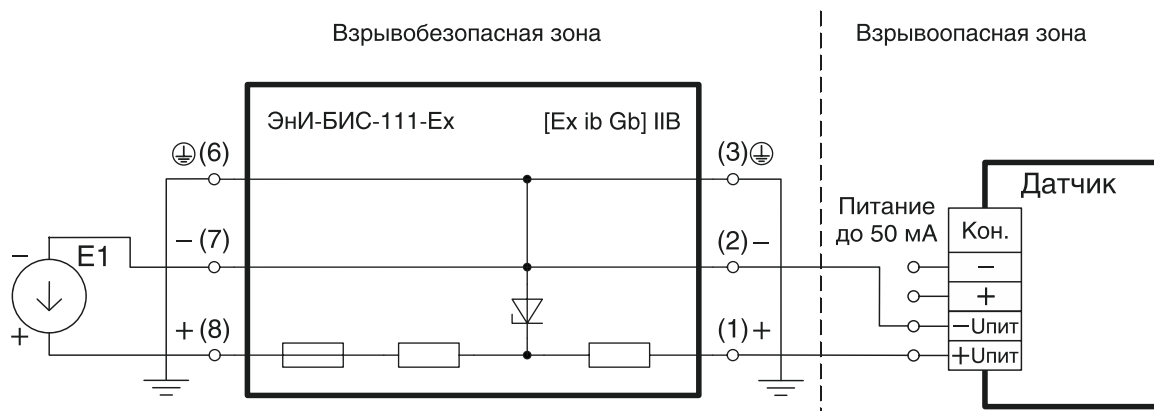 Взрывобезопасная зона
Взрывоопасная зона
ЭнИ-БИС-111-Ex [Ex ib Gb] IIB
(6)
(3)
Датчик
Питание
до 50 мА
Кон.
− E1
− (7)
(2) −
−
+
−Uпит
+ + (8)
(1) +
+Uпит